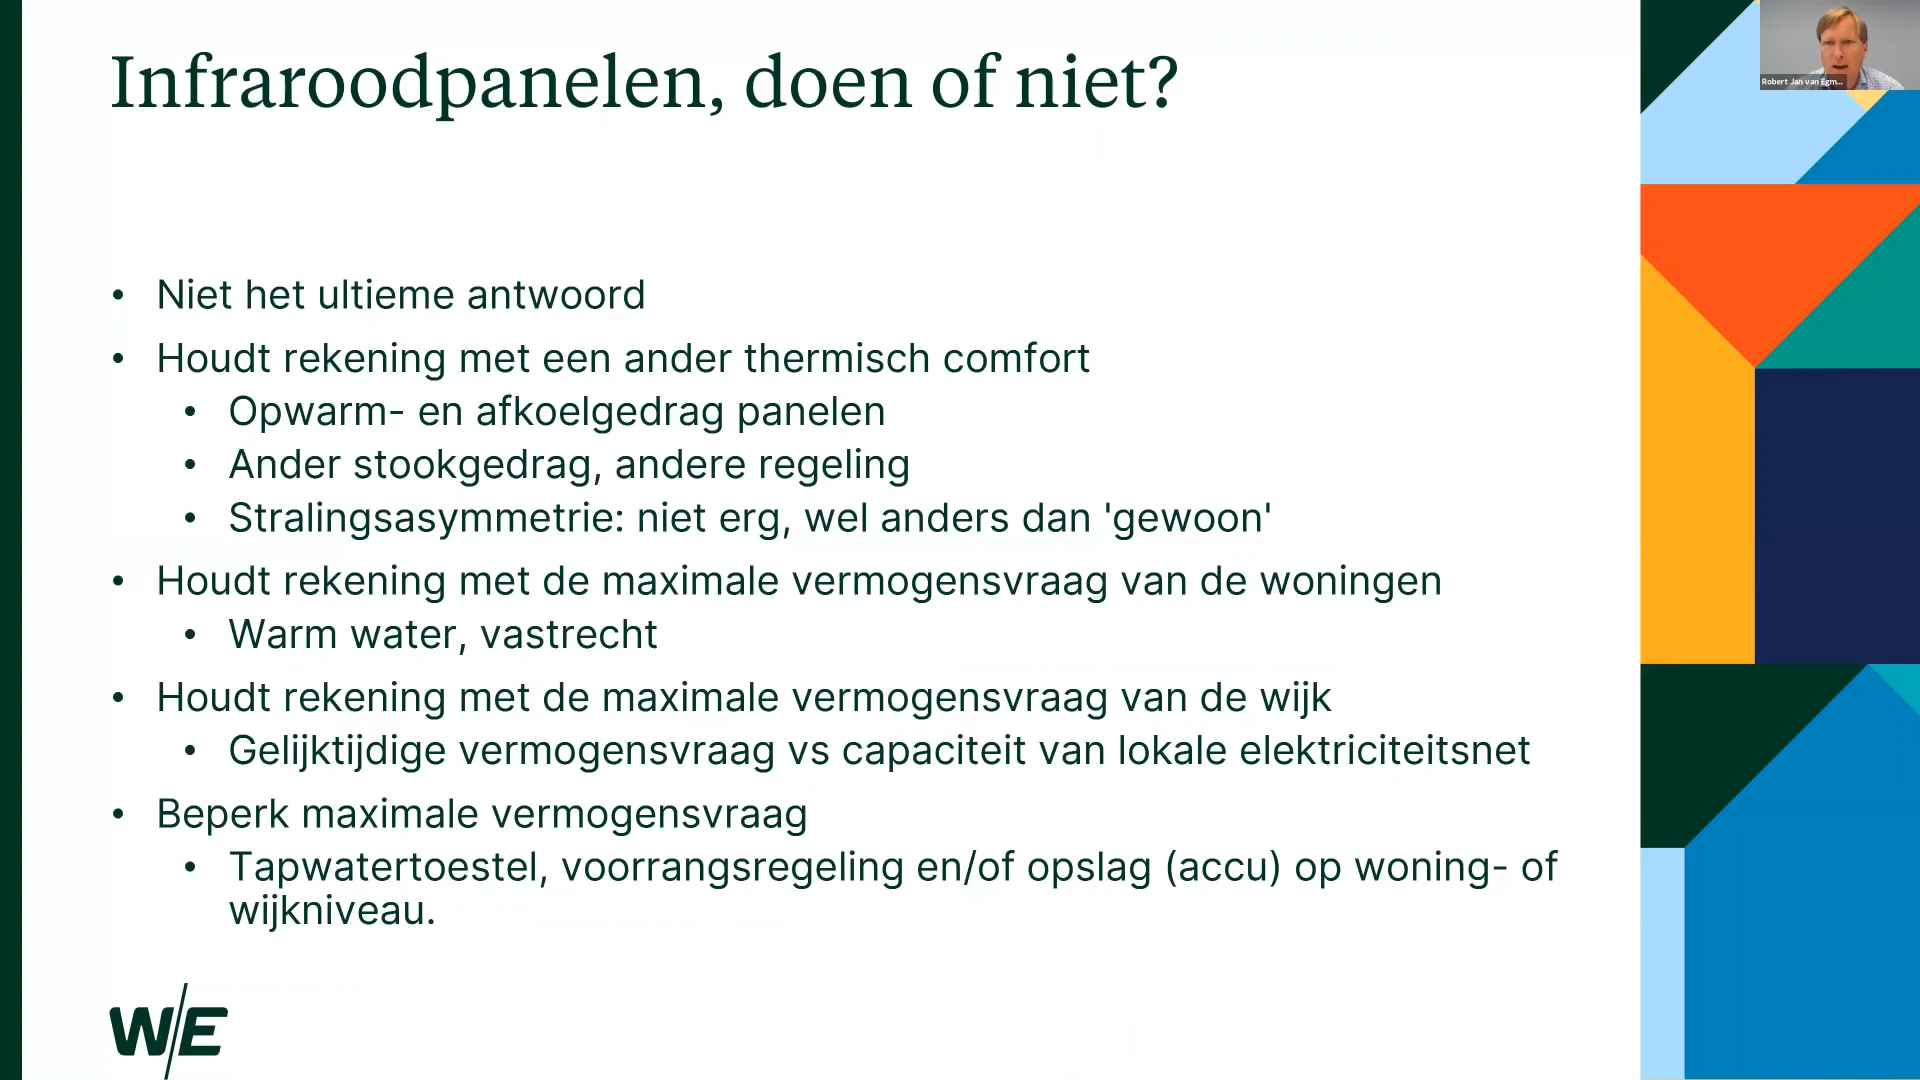 Infraroodpanelen, doen of niet?
Robert Jan van Egm...
• Niet het ultieme antwoord
• Houdt rekening met een ander thermisch comfort
• Opwarm- en afkoelgedrag panelen
• Ander stookgedrag, andere regeling
• Stralingsasymmetrie: niet erg, wel anders dan 'gewoon'
• Houdt rekening met de maximale vermogensvraag van de woningen
• Warm water, vastrecht
• Houdt rekening met de maximale vermogensvraag van de wijk
• Gelijktijdige vermogensvraag vs capaciteit van lokale elektriciteitsnet
• Beperk maximale vermogensvraag
• Tapwatertoestel, voorrangsregeling en/of opslag (accu) op woning- of
wijkniveau.
W/E